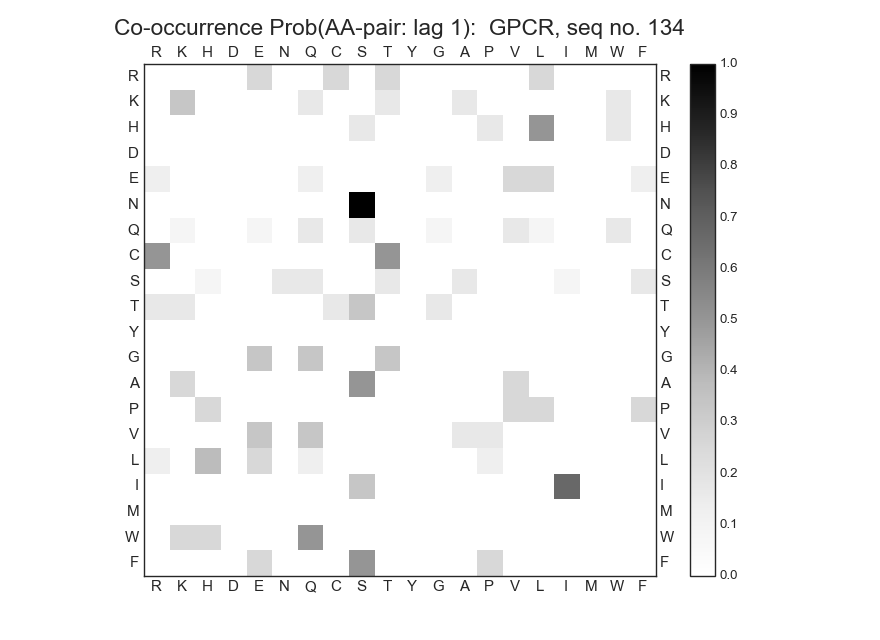 Co-occurrence Prob(AA-pair: lag 1):  GPCR, seq no. 134
R K H D E N Q C S T Y G A P V L I M W F
R R
K K
H H
D D
E E
N N
Q Q
C C
S S
T T
Y Y
G G
A A
P P
V V
L L
I I
M M
W W
F F
R K H D E N Q C S T Y G A P V L I M W F
1.0
0.9
0.8
0.7
0.6
0.5
0.4
0.3
0.2
0.1
0.0